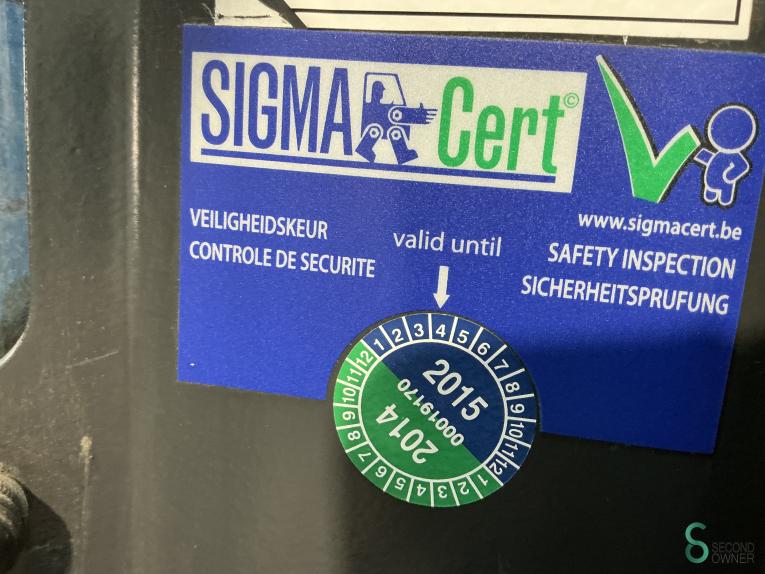 SIGMA Cert©
www.sigmacert.be
VEILIGHEIDSKEUR
CONTROLE DE SECURITE
valid until
SAFETY INSPECTION
SICHERHEITSPRUFUNG
1 2 3 4 5 6 7 8 9 10 11 12
2015
00019170
2014
1 2 3 4 5 6 7 8 9 10 11 12
SECOND
OWNER